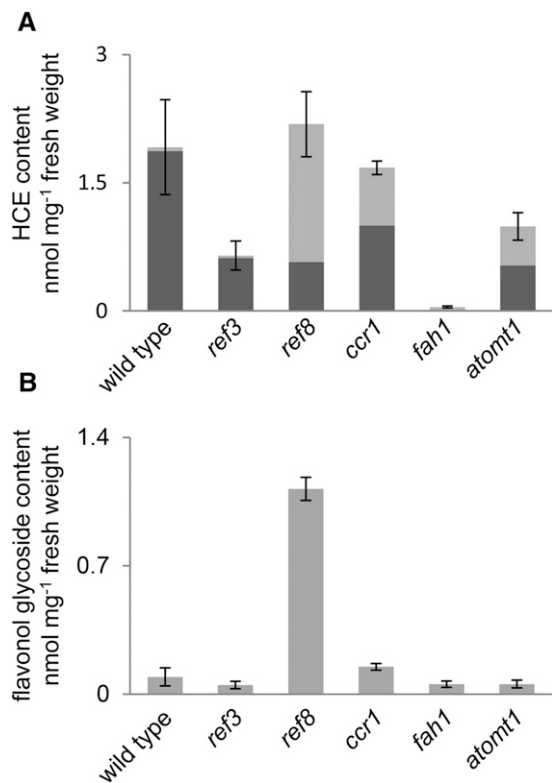 A
HCE content
nmol mg⁻¹ fresh weight
3
1.5
0
wild type
ref3
ref8
ccr1
fah1
atomt1
B
flavonol glycoside content
nmol mg⁻¹ fresh weight
1.4
0.7
0
wild type
ref3
ref8
ccr1
fah1
atomt1